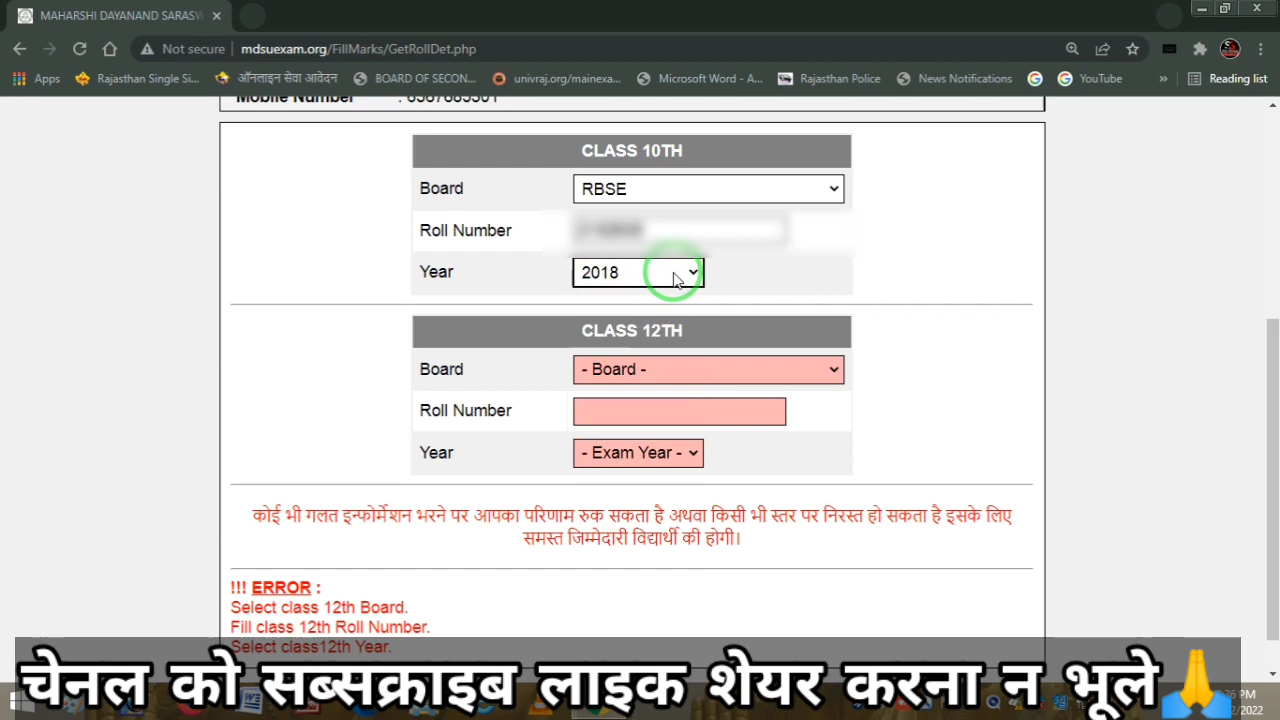 MAHARSHI DAYANAND SARASW
Not secure mdsuexam.org/FillMarks/GetRollDet.php
Apps Rajasthan Single Si... ऑनलाइन सेवा आवेदन BOARD OF SECON... univraj.org/mainexa... Microsoft Word - A... Rajasthan Police News Notifications YouTube » Reading list
Mobile Number
CLASS 10TH
Board RBSE
Roll Number
Year 2018
CLASS 12TH
Board - Board -
Roll Number
Year - Exam Year -
कोई भी गलत इन्फोर्मेशन भरने पर आपका परिणाम रुक सकता है अथवा किसी भी स्तर पर निरस्त हो सकता है इसके लिए
समस्त जिम्मेदारी विद्यार्थी की होगी।
!!! ERROR :
Select class 12th Board.
Fill class 12th Roll Number.
Select class12th Year.
चेनल को सब्सक्राइब लाइक शेयर करना न भूले🙏